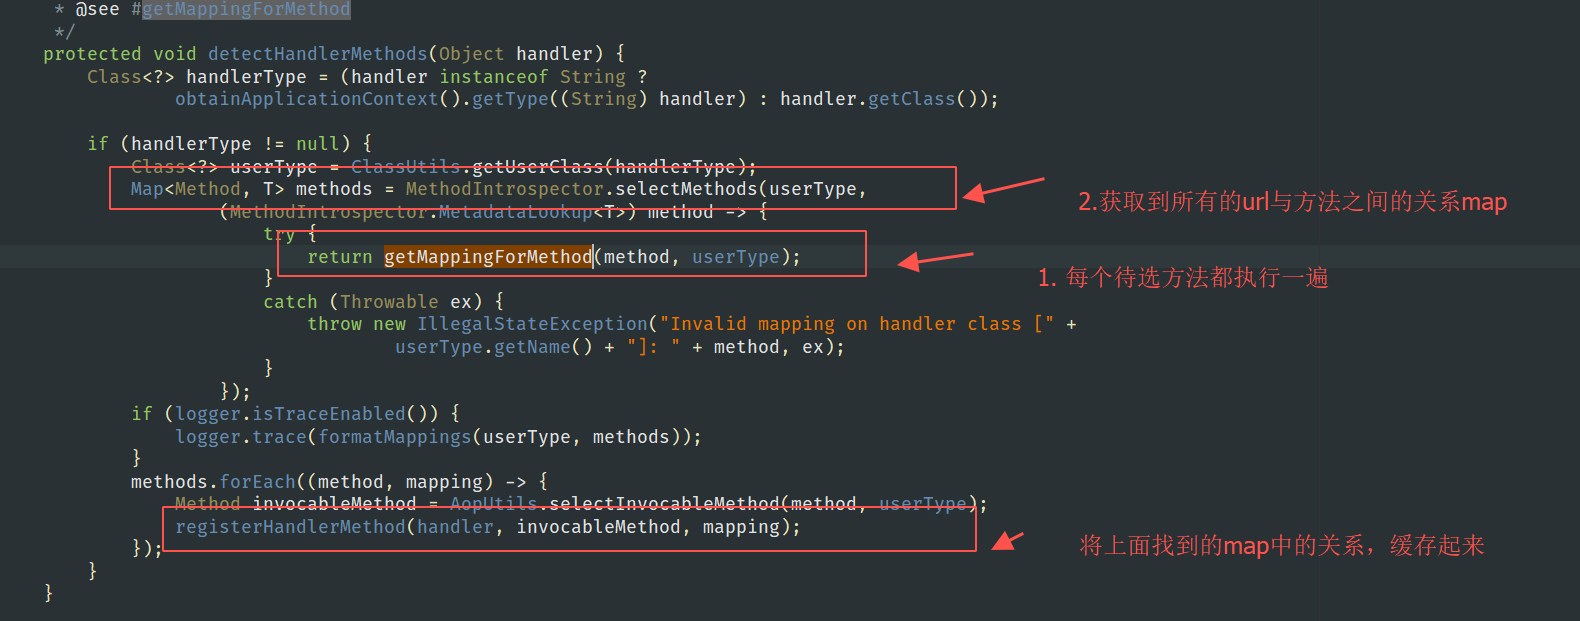 * @see #getMappingForMethod
*/
protected void detectHandlerMethods(Object handler) {
Class<?> handlerType = (handler instanceof String ?
obtainApplicationContext().getType((String) handler) : handler.getClass());
if (handlerType != null) {
Class<?> userType = ClassUtils.getUserClass(handlerType);
Map<Method, T> methods = MethodIntrospector.selectMethods(userType,
2.获取到所有的url与方法之间的关系map
(MethodIntrospector.MetadataLookup<T>) method -> {
try {
return getMappingForMethod(method, userType);
1. 每个待选方法都执行一遍
}
catch (Throwable ex) {
throw new IllegalStateException("Invalid mapping on handler class [" +
userType.getName() + "]: " + method, ex);
}
});
if (logger.isTraceEnabled()) {
logger.trace(formatMappings(userType, methods));
}
methods.forEach((method, mapping) -> {
Method invocableMethod = AopUtils.selectInvocableMethod(method, userType);
registerHandlerMethod(handler, invocableMethod, mapping);
将上面找到的map中的关系，缓存起来
});
}
}